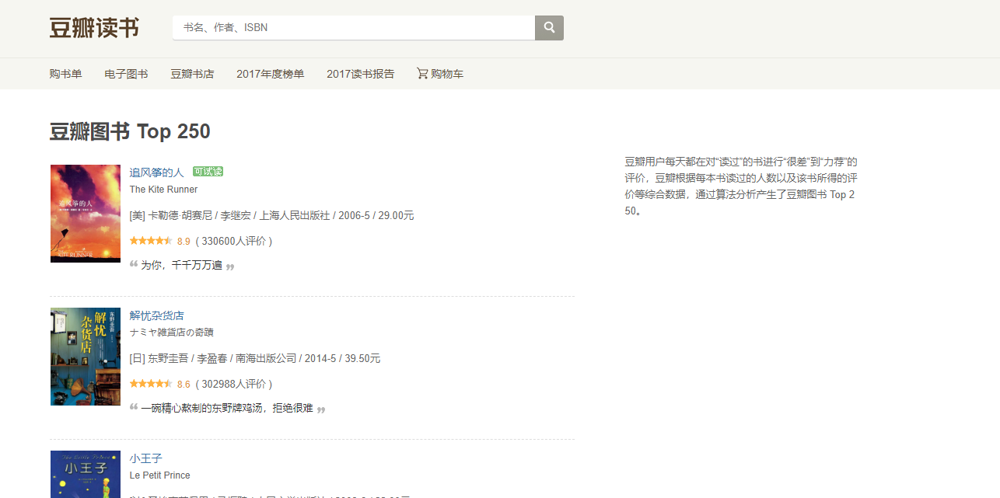 豆瓣读书
书名、作者、ISBN
购书单 电子图书 豆瓣书店 2017年度榜单 2017读书报告 购物车
豆瓣图书 Top 250
追风筝的人 可试读
The Kite Runner
[美] 卡勒德·胡赛尼 / 李继宏 / 上海人民出版社 / 2006-5 / 29.00元
8.9 ( 330600人评价 )
“ 为你，千千万万遍 ”
追风筝的人
KITE RUNNER
豆瓣用户每天都在对“读过”的书进行“很差”到“力荐”的
评价，豆瓣根据每本书读过的人数以及该书所得的评
价等综合数据，通过算法分析产生了豆瓣图书 Top 2
50。
解忧杂货店
ナミヤ雑貨店の奇蹟
[日] 东野圭吾 / 李盈春 / 南海出版公司 / 2014-5 / 39.50元
8.6 ( 302988人评价 )
“ 一碗精心熬制的东野牌鸡汤，拒绝很难 ”
解忧
杂货店
东野圭吾
小王子
Le Petit Prince
The Little Prince
小王子